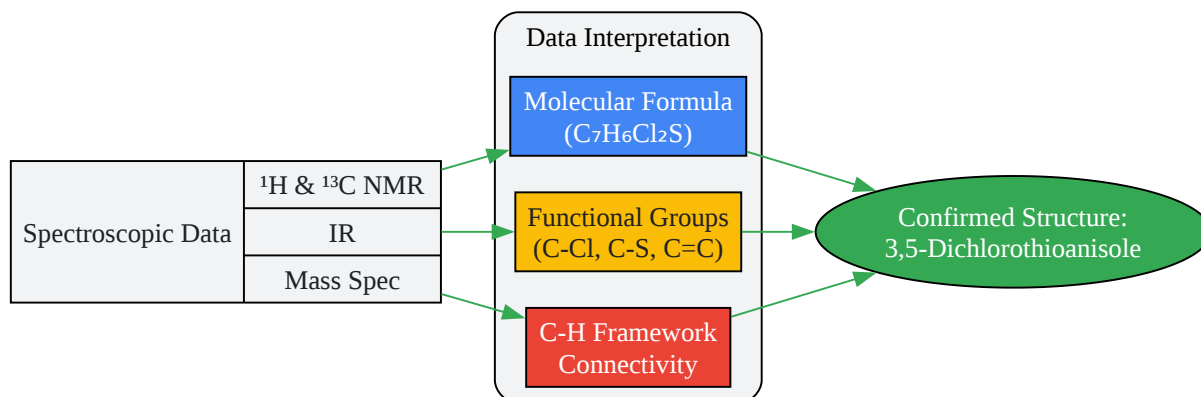 Data Interpretation
Molecular Formula
(C₇H₆Cl₂S)
Spectroscopic Data
¹H & ¹³C NMR
IR
Mass Spec
Functional Groups
(C-Cl, C-S, C=C)
C-H Framework
Connectivity
Confirmed Structure:
3,5-Dichlorothioanisole